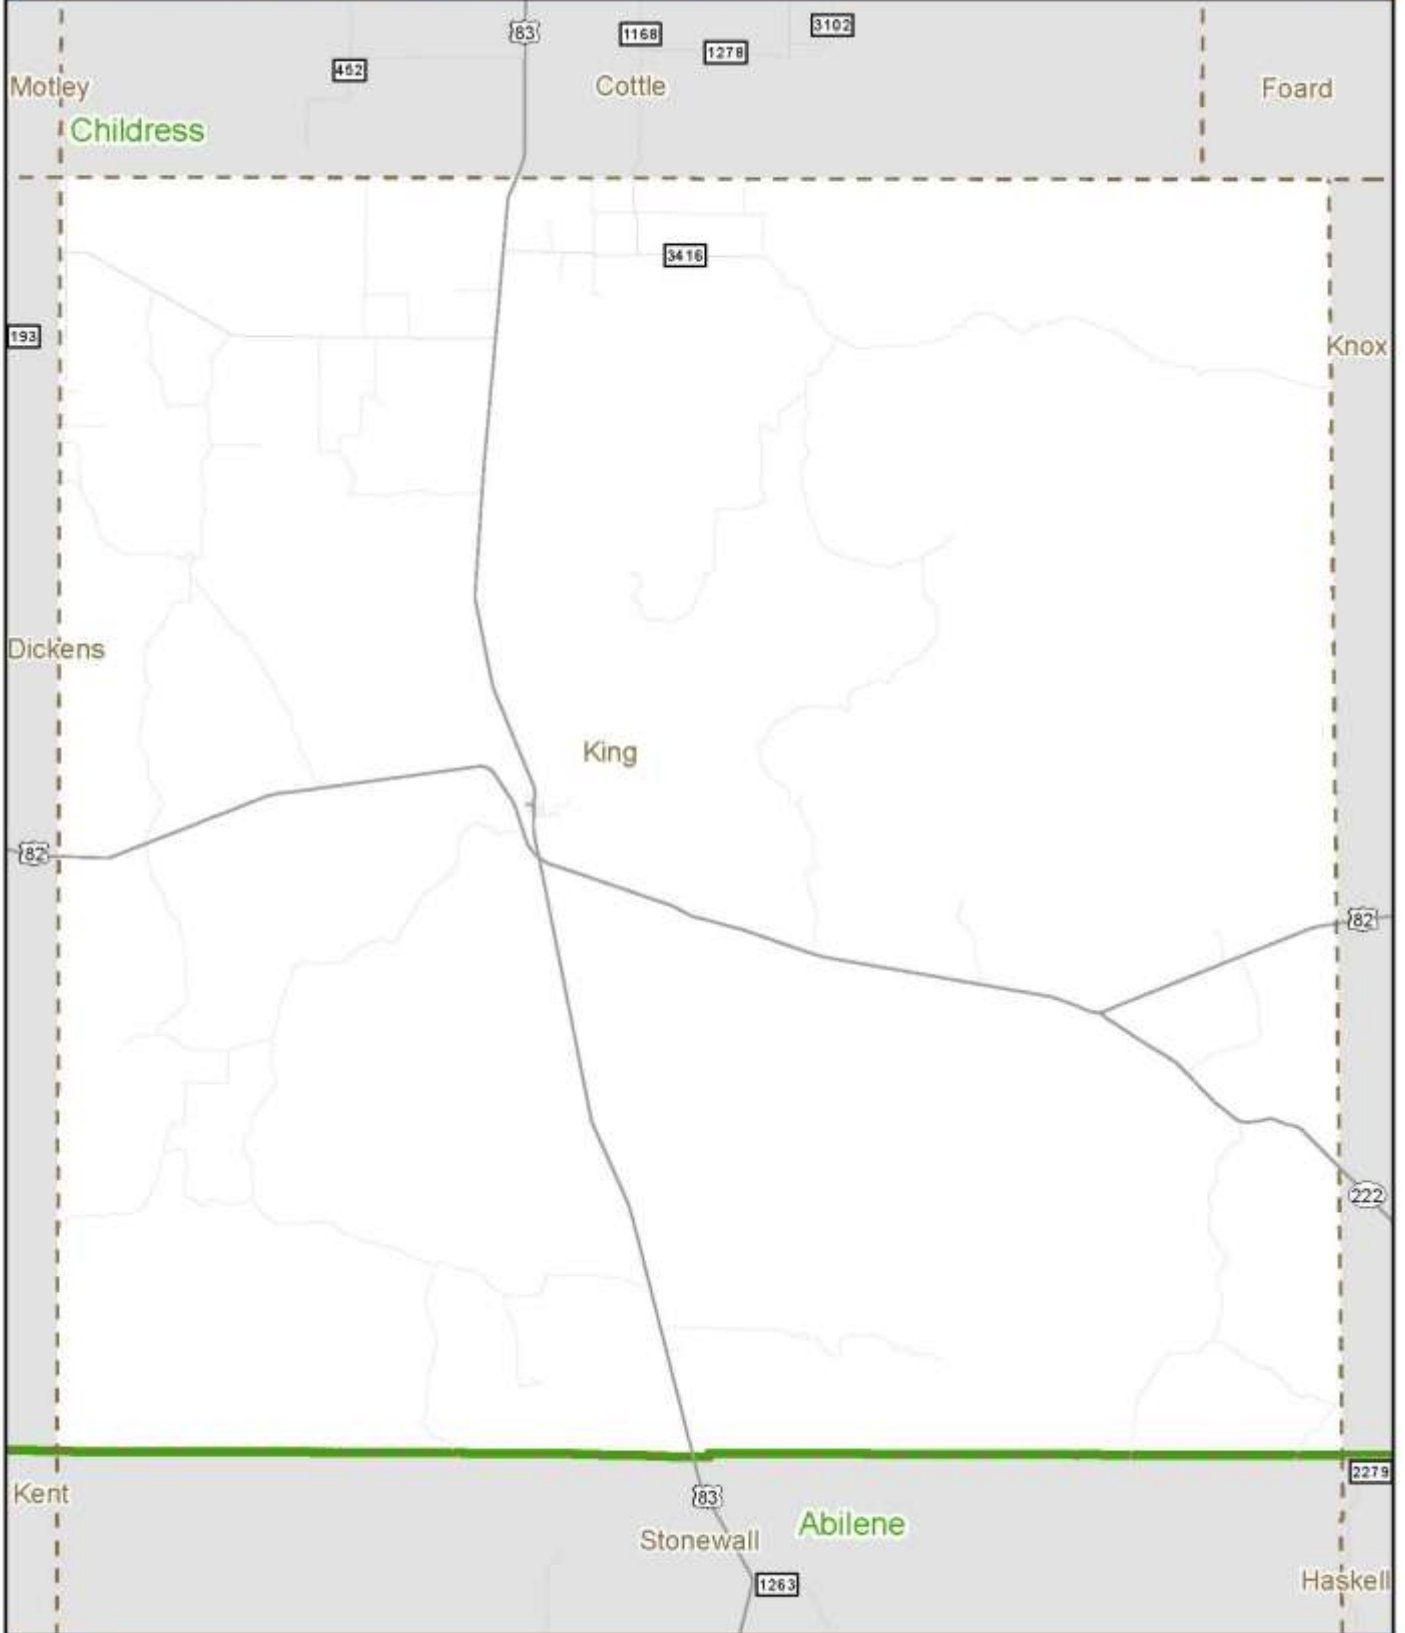 83
1168
3102
1278
452
Motley
Cottle
Foard
Childress
3416
193
Knox
Dickens
King
82
82
222
2279
Kent
83
Abilene
Stonewall
1263
Haskell